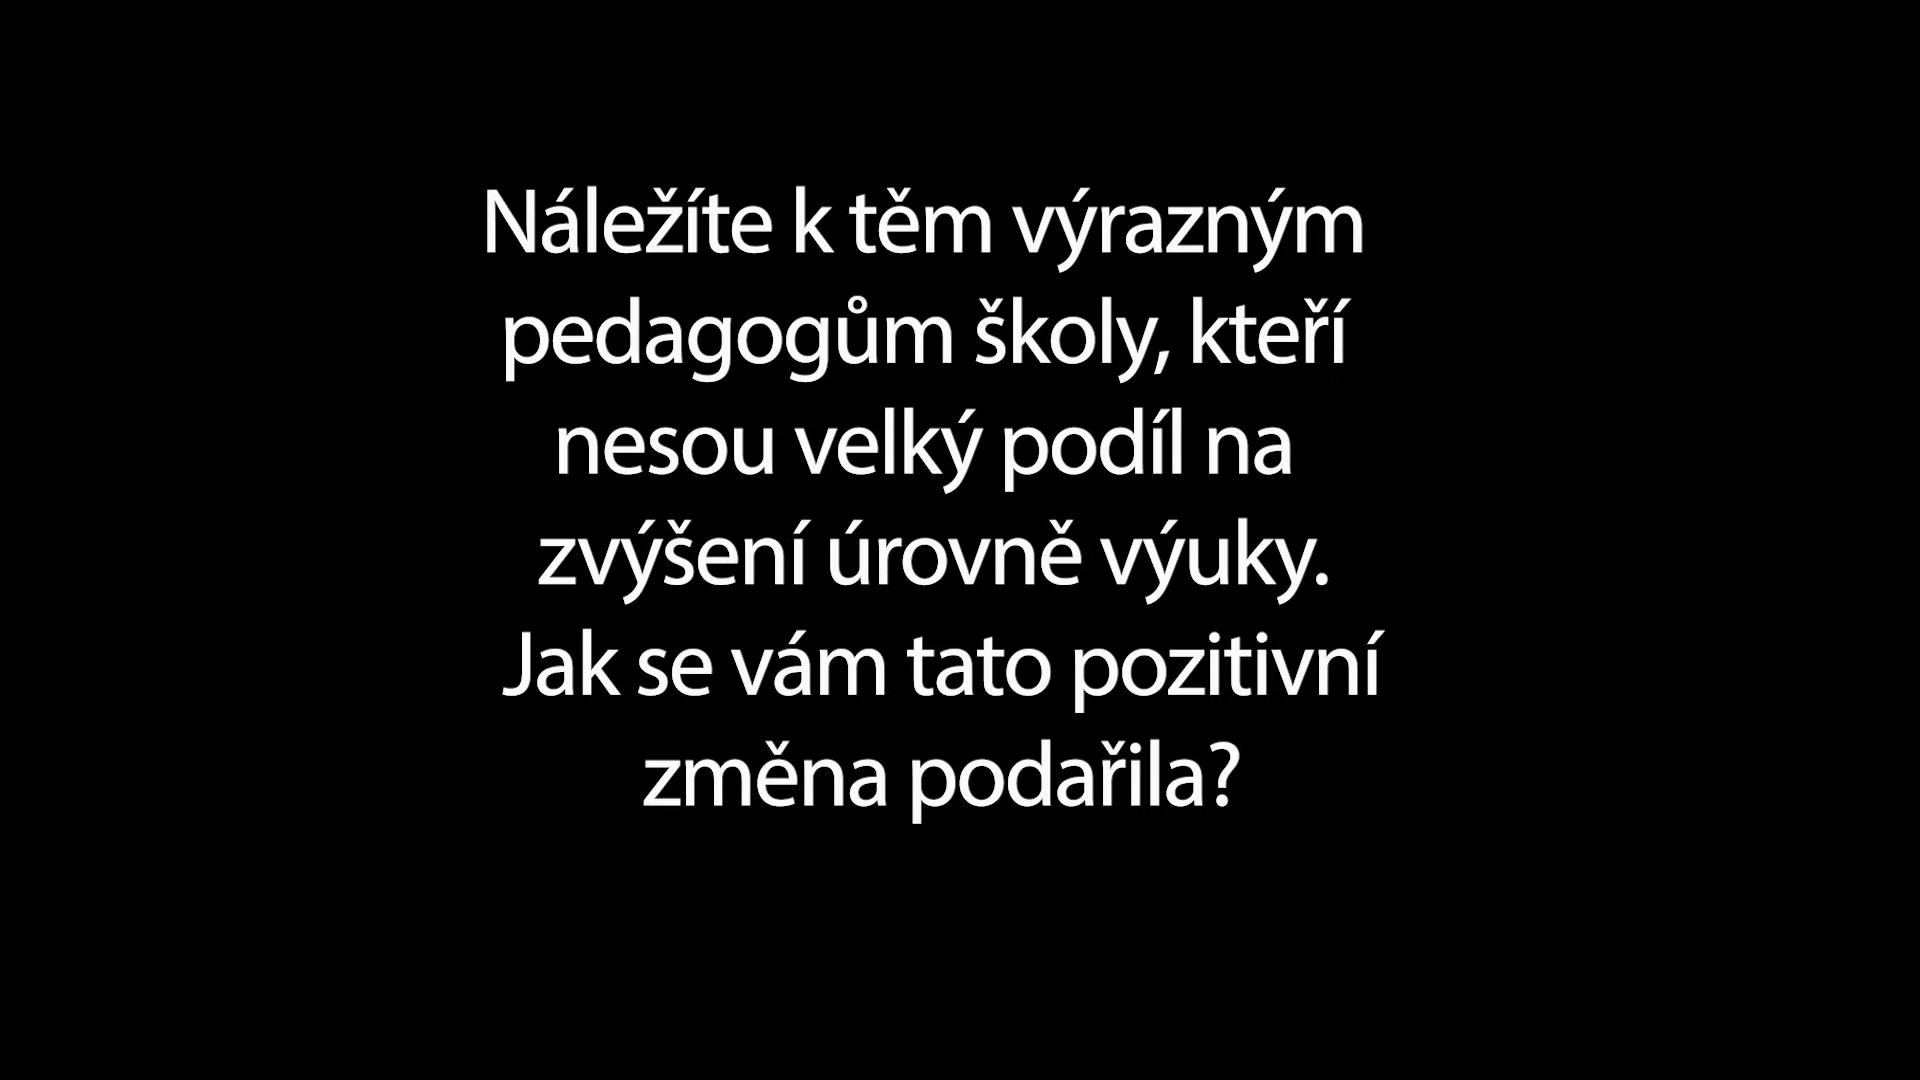 Náležíte k těm výrazným
pedagogům školy, kteří
nesou velký podíl na
zvýšení úrovně výuky.
Jak se vám tato pozitivní
změna podařila?